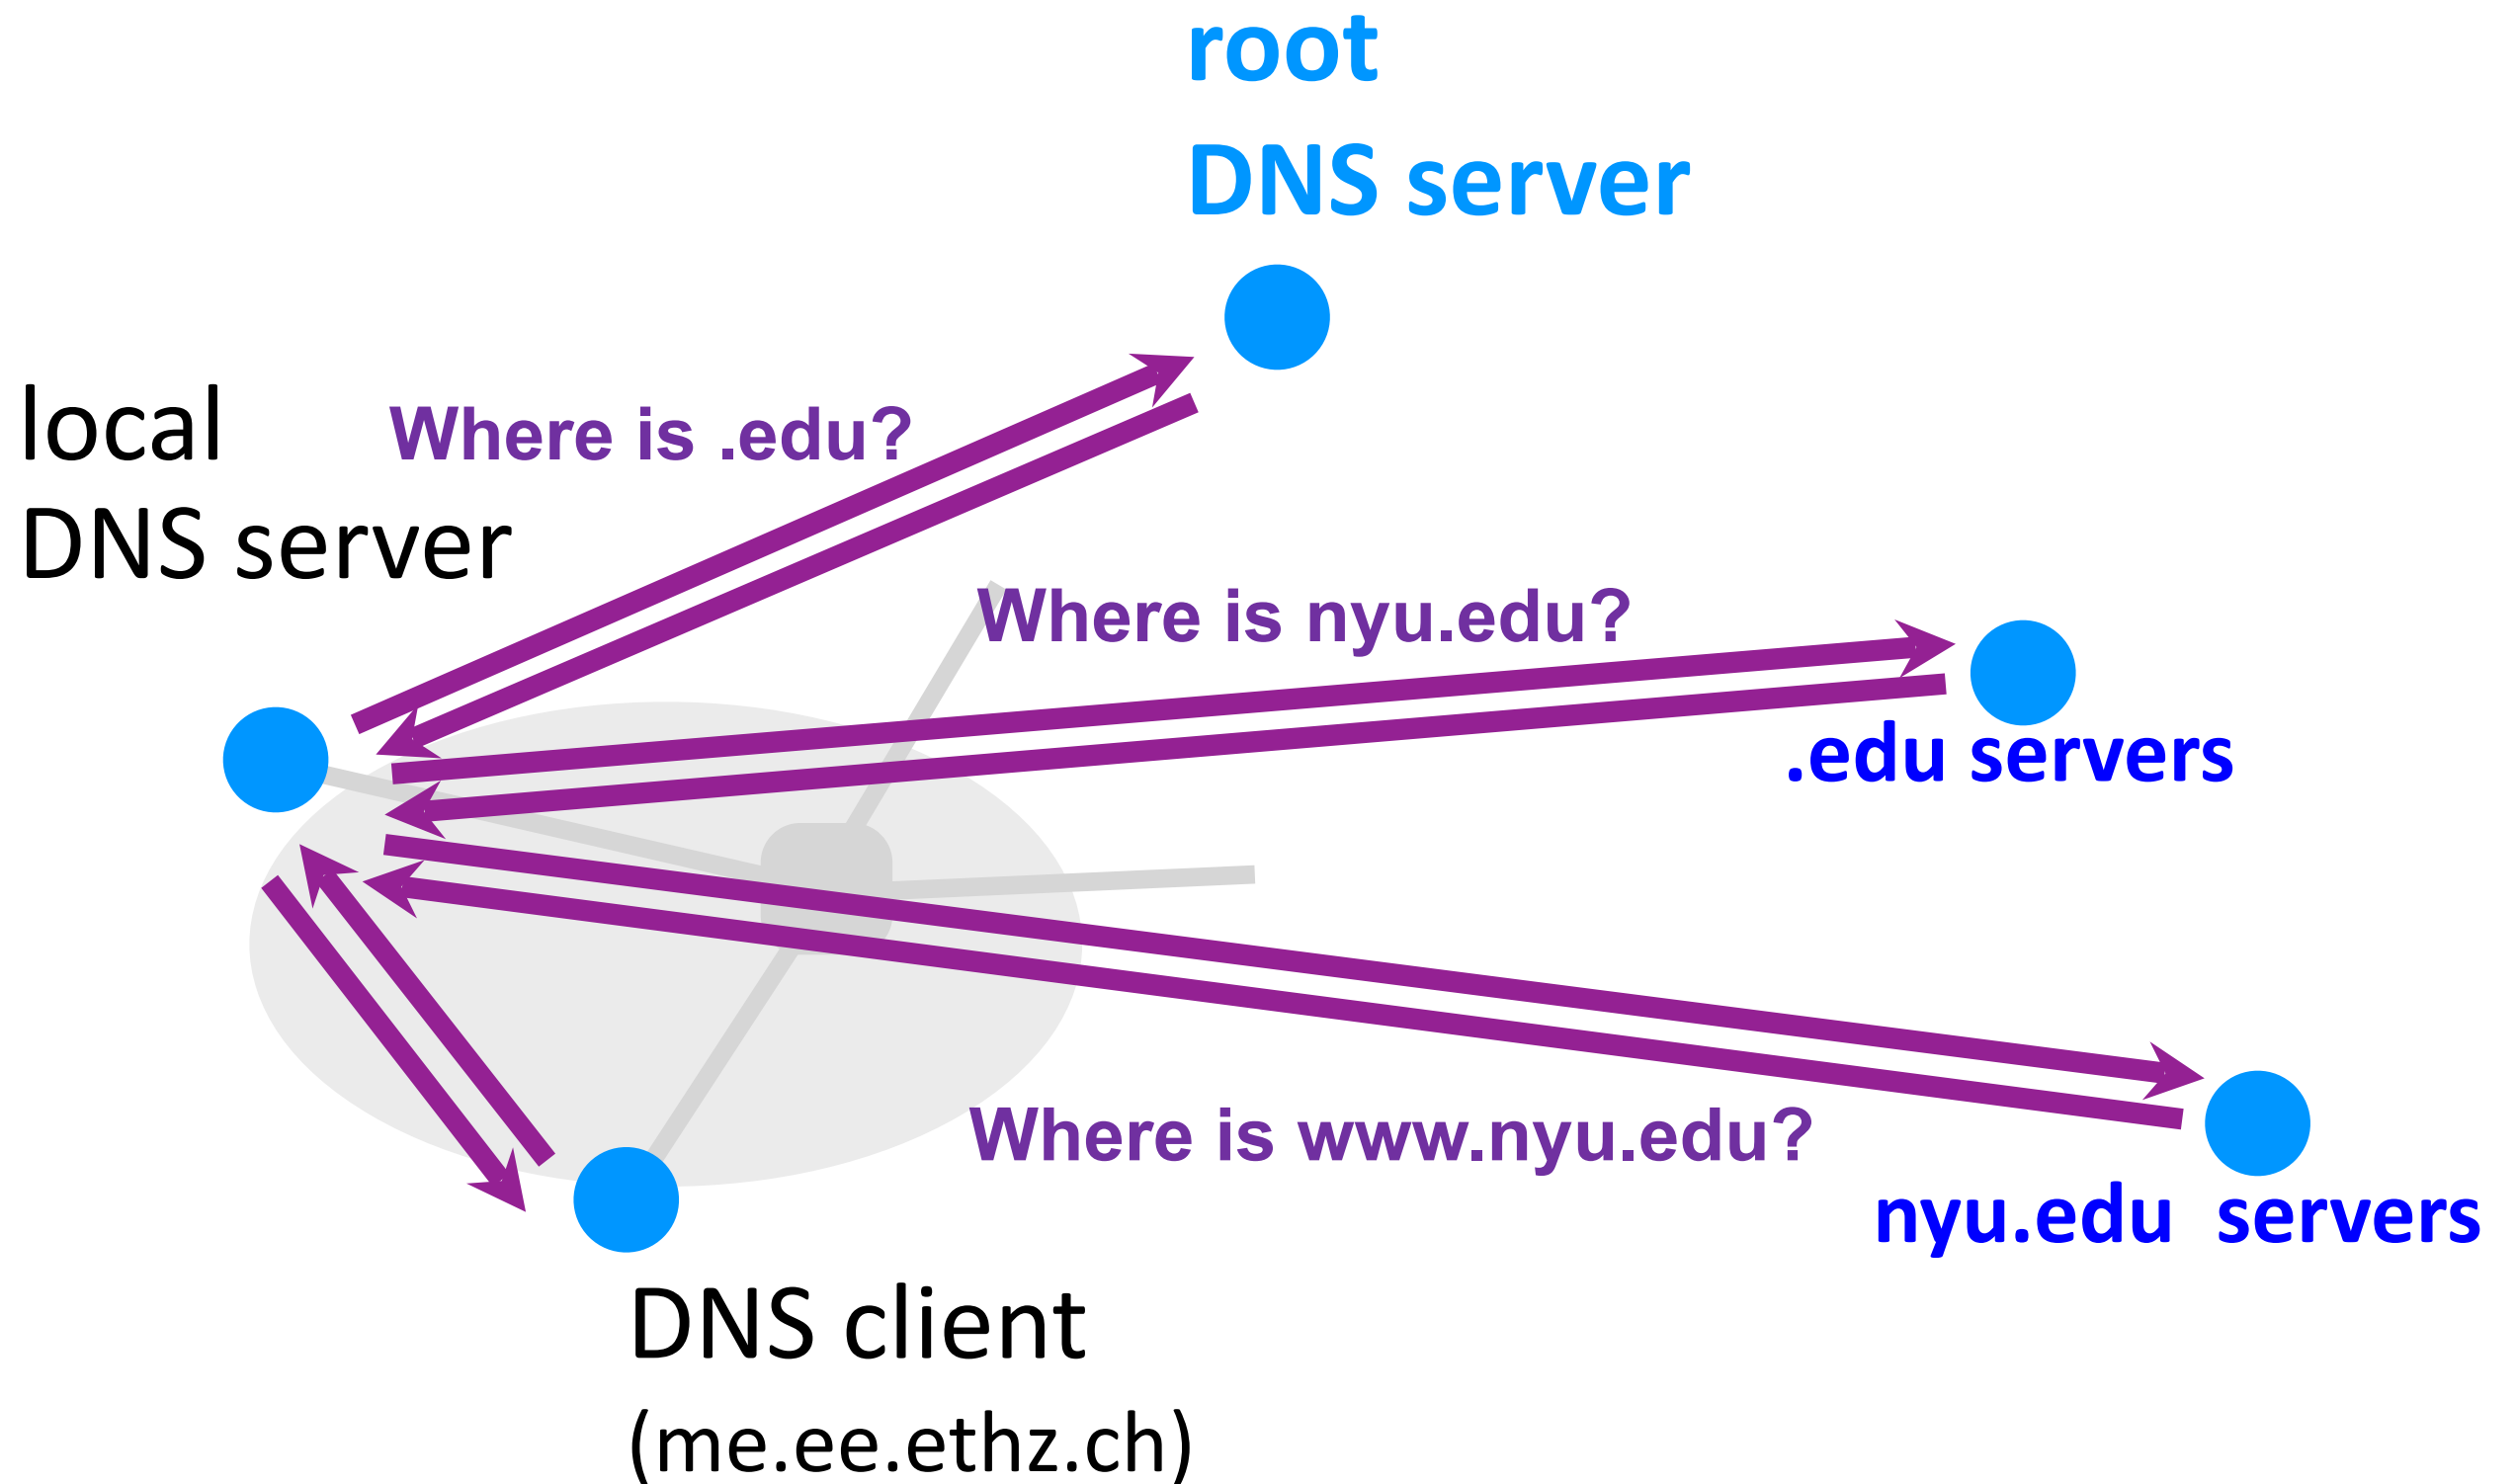 root
DNS server
local
DNS server
Where is .edu?
Where is nyu.edu?
.edu servers
Where is www.nyu.edu?
nyu.edu servers
DNS client
(me.ee.ethz.ch)